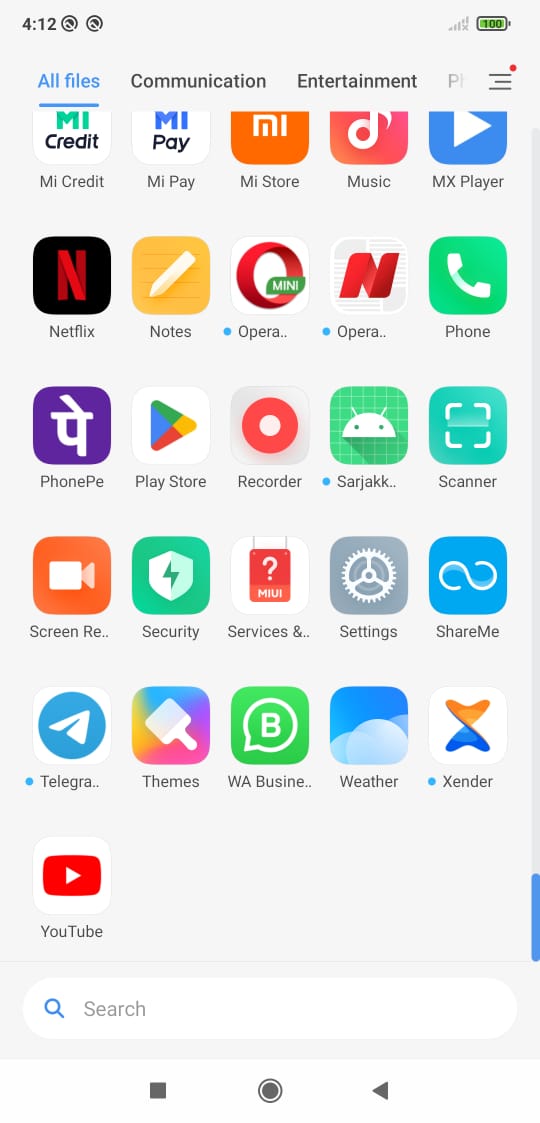 4:12
100
All files Communication Entertainment Ph
MI Credit MI Pay mi
Mi Credit Mi Pay Mi Store Music MX Player
N MINI N
Netflix Notes Opera.. Opera.. Phone
पे
PhonePe Play Store Recorder Sarjakk.. Scanner
? MIUI
Screen Re.. Security Services &.. Settings ShareMe
B
Telegra.. Themes WA Busine.. Weather Xender
YouTube
Search